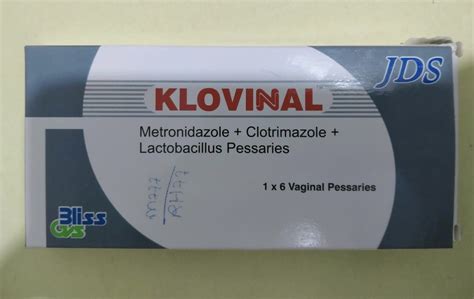 JDS
KLOVINAL
Metronidazole + Clotrimazole +
Lactobacillus Pessaries
1 x 6 Vaginal Pessaries
Bliss
GVS